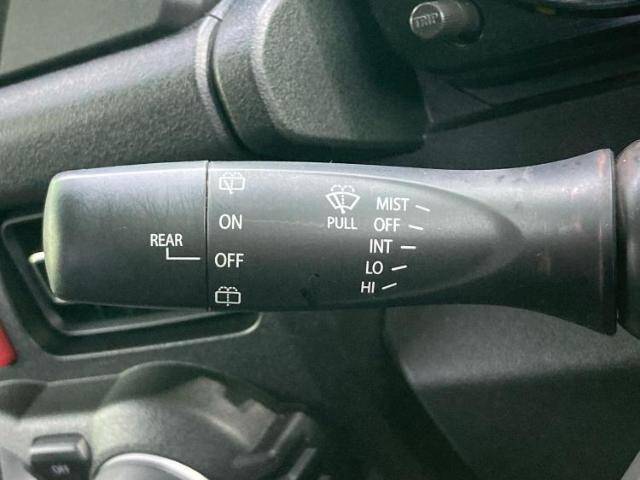 TRIP
MIST
ON
PULL
OFF
REAR
INT
OFF
LO
HI